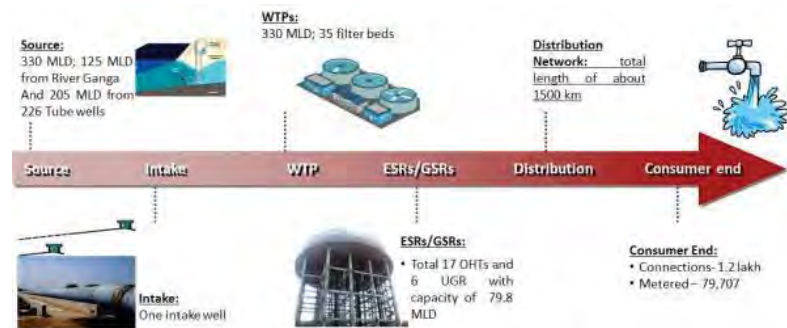 WTPs:
330 MLD; 35 filter beds
Source:
330 MLD; 125 MLD
from River Ganga
And 205 MLD from
226 Tube wells
Distribution
Network: total
length of about
1500 km
Source
Intake
WTP
ESRs/GSRs
Distribution
Consumer end
Intake:
One intake well
ESRs/GSRs:
• Total 17 OHTs and
6 UGR with
capacity of 79.8
MLD
Consumer End:
• Connections- 1.2 lakh
• Metered – 79,707